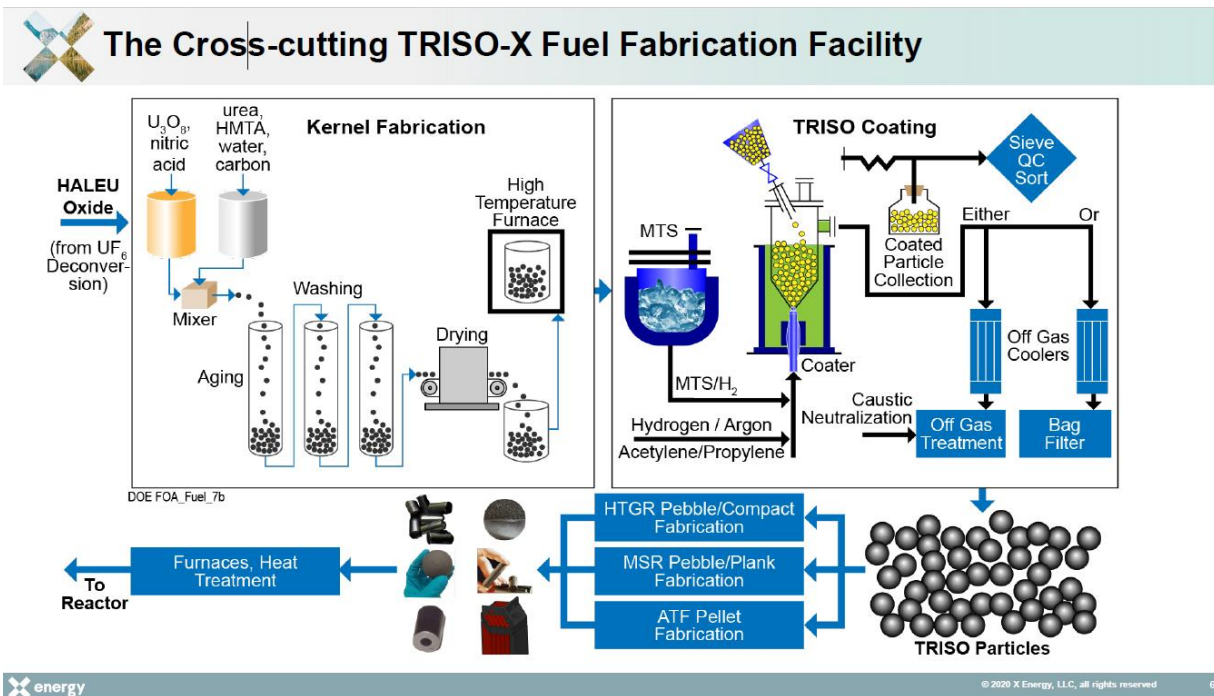 The Cross-cutting TRISO-X Fuel Fabrication Facility
Kernel Fabrication
U₃O₈,
nitric
acid
urea,
HMTA,
water,
carbon
HALEU
Oxide
(from UF₆
Deconver-
sion)
Mixer
Aging
Washing
Drying
High
Temperature
Furnace
DOE FOA_Fuel_7b
TRISO Coating
MTS
MTS/H₂
Hydrogen / Argon
Acetylene/Propylene
Coater
Coated
Particle
Collection
Sieve
QC
Sort
Either
Or
Off Gas
Coolers
Caustic
Neutralization
Off Gas
Treatment
Bag
Filter
TRISO Particles
HTGR Pebble/Compact
Fabrication
MSR Pebble/Plank
Fabrication
ATF Pellet
Fabrication
Furnaces, Heat
Treatment
To
Reactor
energy
© 2020 X Energy, LLC, all rights reserved
6